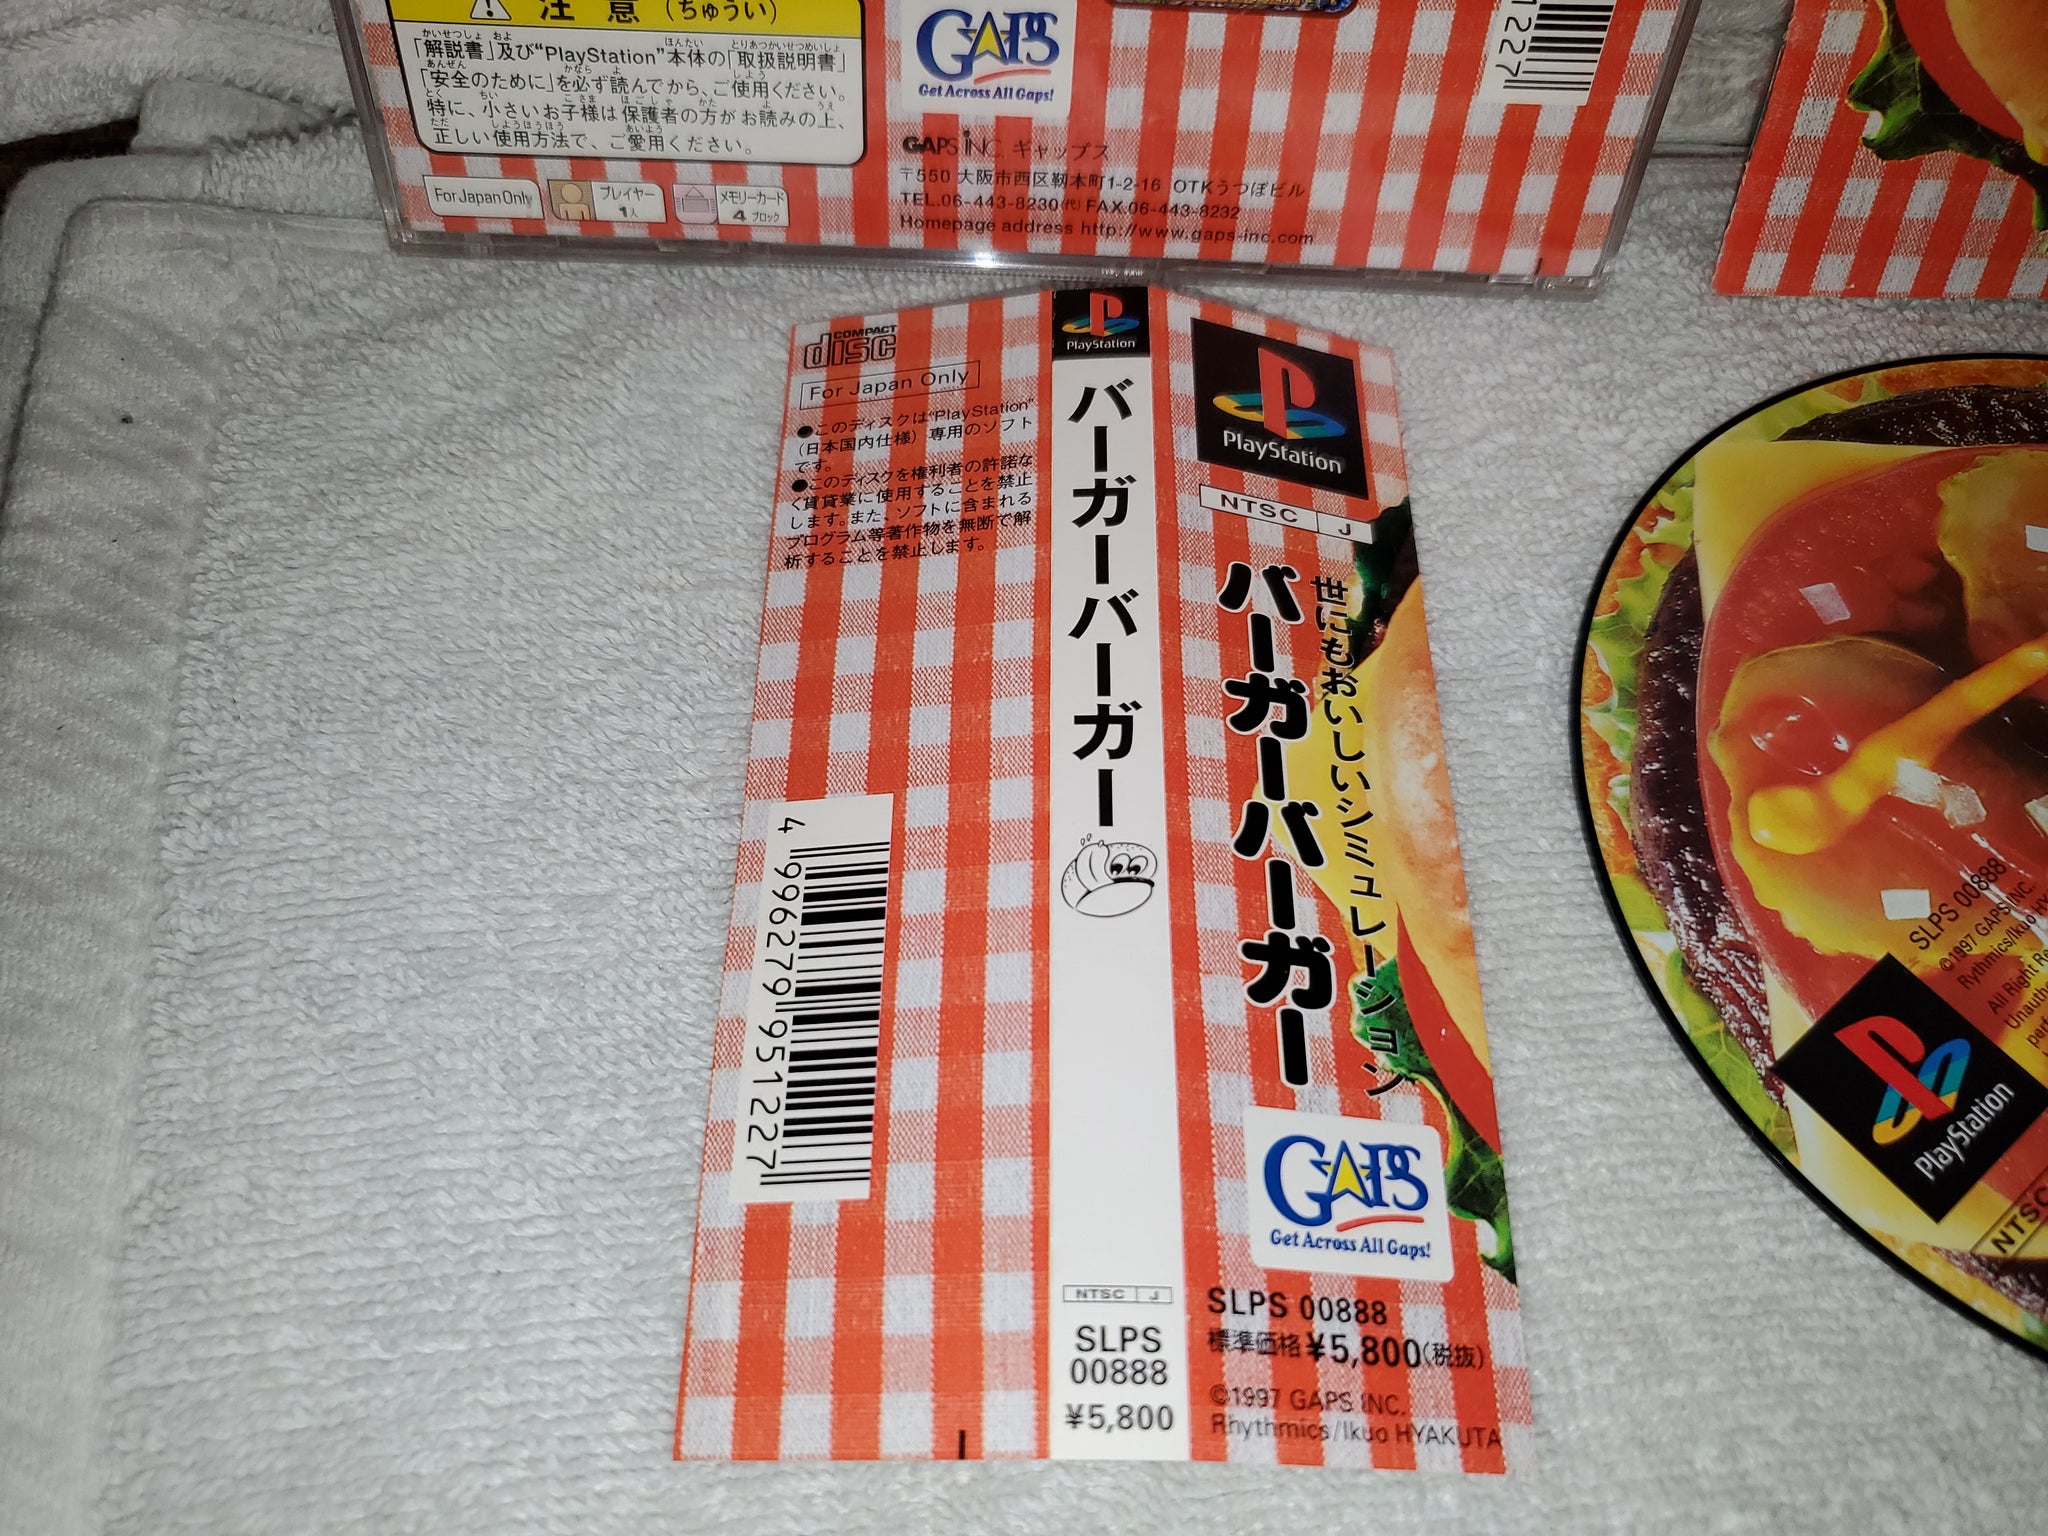 注意(ちゅうい)
「解説書」及び“PlayStation”本体の「取扱説明書」
「安全のために」を必ず読んでから、ご使用ください。
特に、小さいお子様は保護者の方がお読みの上、
正しい使用方法で、ご愛用ください。
For Japan Only
プレイヤー
1人
メモリーカード
4 ブロック
GAPS
Get Across All Gaps!
GAPS INC. ギャップス
〒550 大阪市西区靱本町1-2-16 OTKうつぼビル
TEL.06-443-8230(代) FAX.06-443-8232
Homepage address http://www.gaps-inc.com
1227
COMPACT
disc
For Japan Only
●このディスクは“PlayStation”
(日本国内仕様)専用のソフト
です。
●このディスクを権利者の許諾な
く賃貸業に使用することを禁止
します。また、ソフトに含まれる
プログラム等著作物を無断で解
析することを禁止します。
4 996279 951227
PlayStation
バーガーバーガー
NTSC J
SLPS
00888
¥5,800
PlayStation
NTSC J
世にもおいしいシミュレーション
バーガーバーガー
GAPS
Get Across All Gaps!
SLPS 00888
標準価格¥5,800(税抜)
©1997 GAPS INC.
Rhythmics/Ikuo HYAKUTA
SLPS 00888
©1997 GAPS INC.
Rythmics/Ikuo HY
All Right Re
Unauth
PlayStation
NTSC